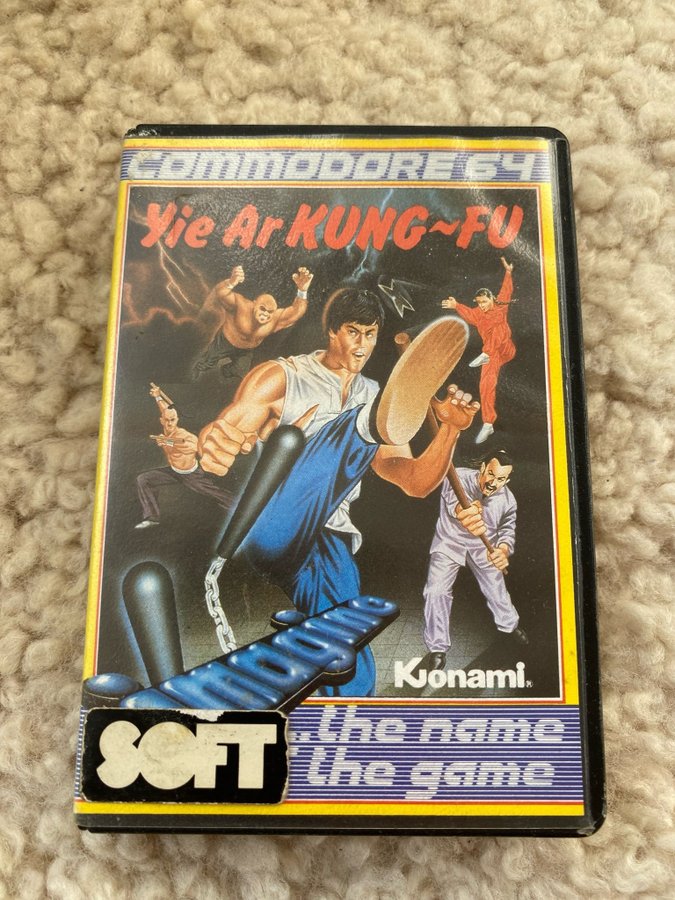 COMMODORE 64
Yie Ar KUNG~FU
Konami
SOFT
..the name
the game